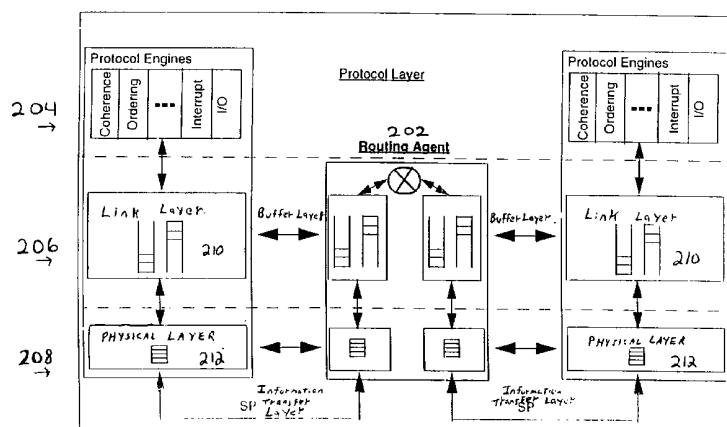 Protocol Engines
Coherence
Ordering
Interrupt
I/O
Protocol Layer
Protocol Engines
Coherence
Ordering
Interrupt
I/O
204
202
Routing Agent
Link Layer.
210
Buffer Layer
Buffer Layer.
Link Layer
210
206
PHYSICAL LAYER
212
PHYSICAL LAYER
212
208
Information
Transfer
Layer
SP
Information
Transfer Layer
SP